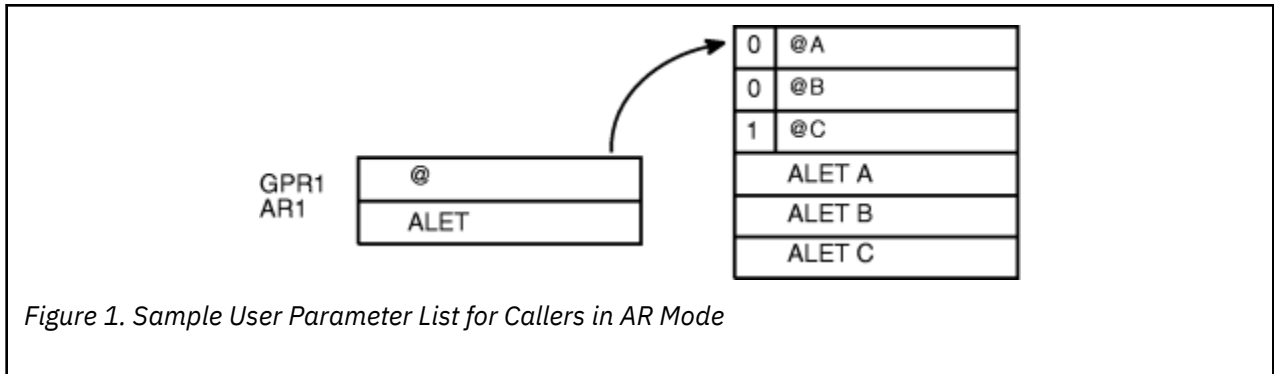 0 @A
0 @B
1 @C
ALET A
ALET B
ALET C
GPR1 @
AR1 ALET
Figure 1. Sample User Parameter List for Callers in AR Mode